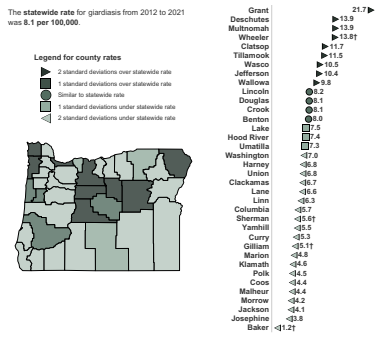 The statewide rate for giardiasis from 2012 to 2021
was 8.1 per 100,000.
Legend for county rates
2 standard deviations over statewide rate
1 standard deviations over statewide rate
Similar to statewide rate
1 standard deviations under statewide rate
2 standard deviations under statewide rate
Grant 21.7
Deschutes 13.9
Multnomah 13.9
Wheeler 13.8†
Clatsop 11.7
Tillamook 11.5
Wasco 10.5
Jefferson 10.4
Wallowa 9.8
Lincoln 8.2
Douglas 8.1
Crook 8.1
Benton 8.0
Lake 7.5
Hood River 7.4
Umatilla 7.3
Washington 7.0
Harney 6.8
Union 6.8
Clackamas 6.7
Lane 6.6
Linn 6.3
Columbia 5.7
Sherman 5.6†
Yamhill 5.5
Curry 5.3
Gilliam 5.1†
Marion 4.8
Klamath 4.6
Polk 4.5
Coos 4.4
Malheur 4.4
Morrow 4.2
Jackson 4.1
Josephine 3.8
Baker 1.2†